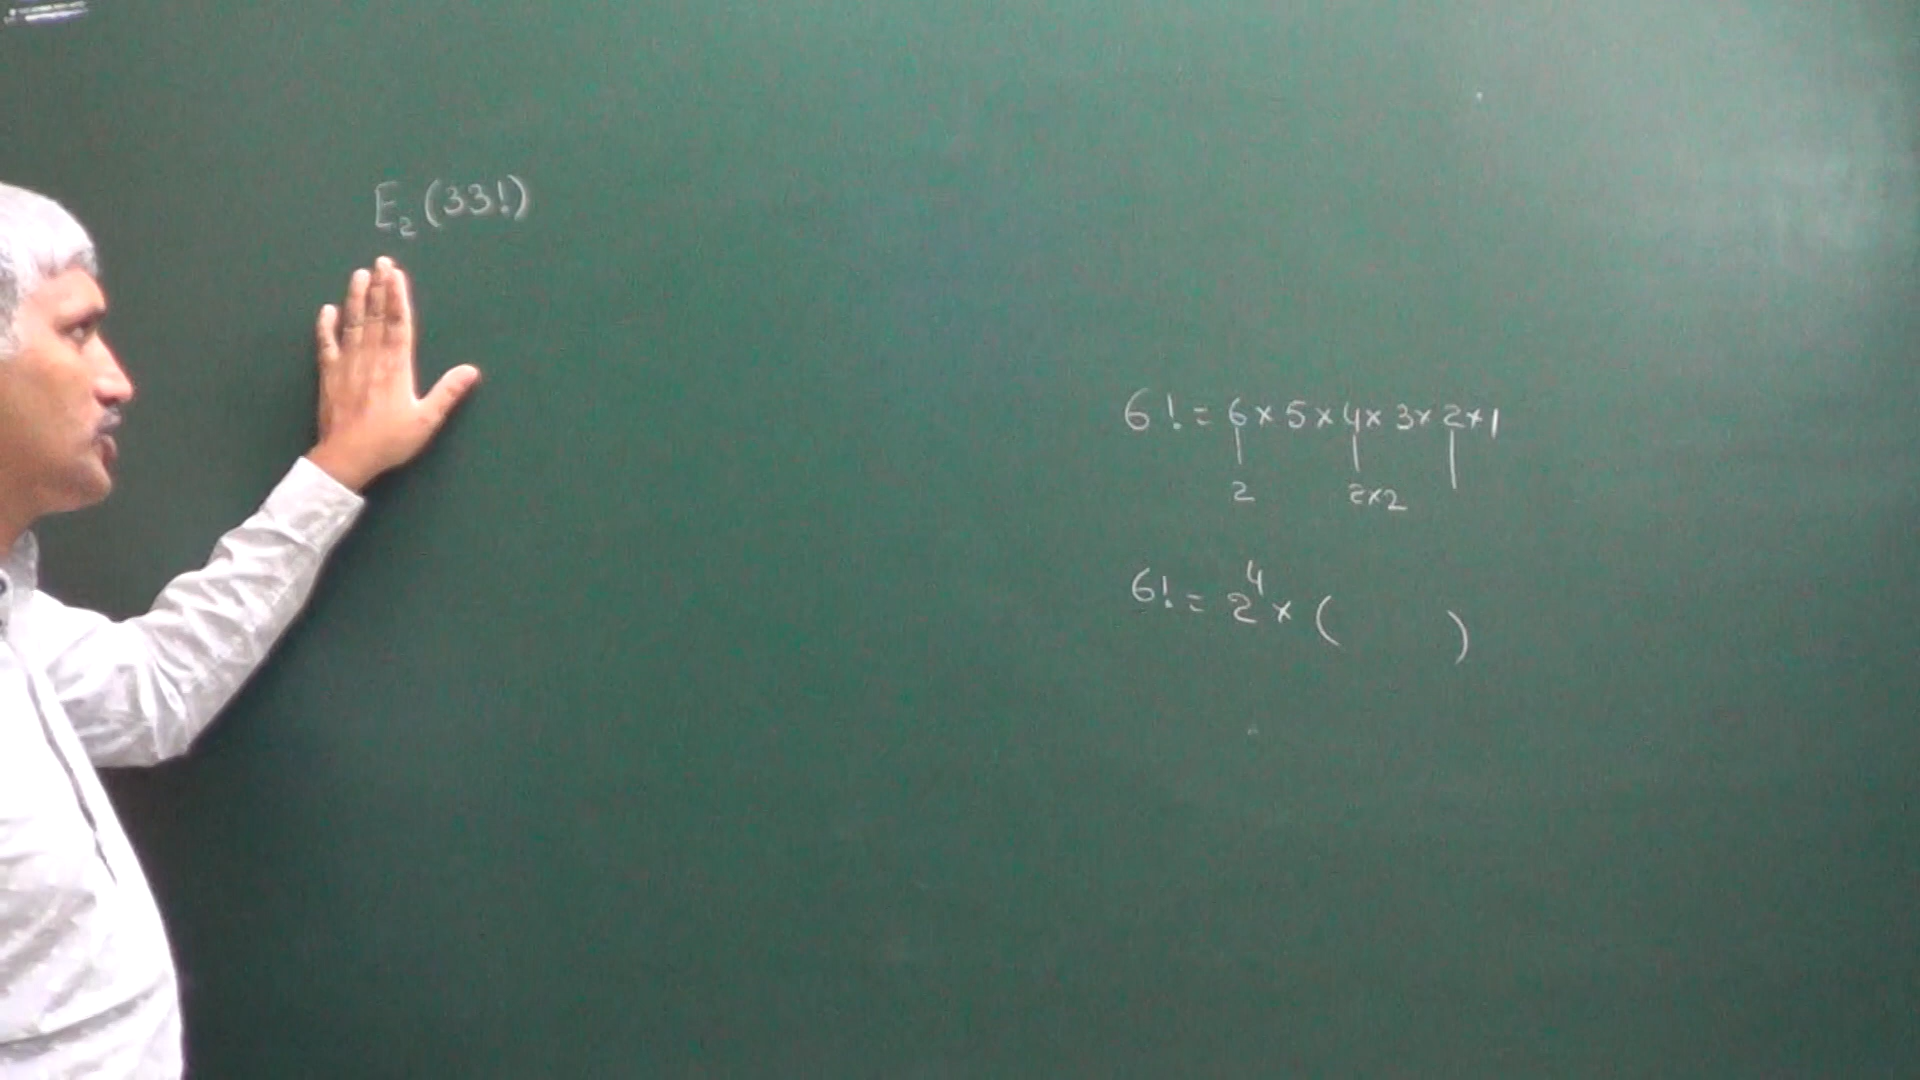 E₂(33!)
6! = 6 × 5 × 4 × 3 × 2 × 1
2 2×2
6! = 2⁴ × ( )